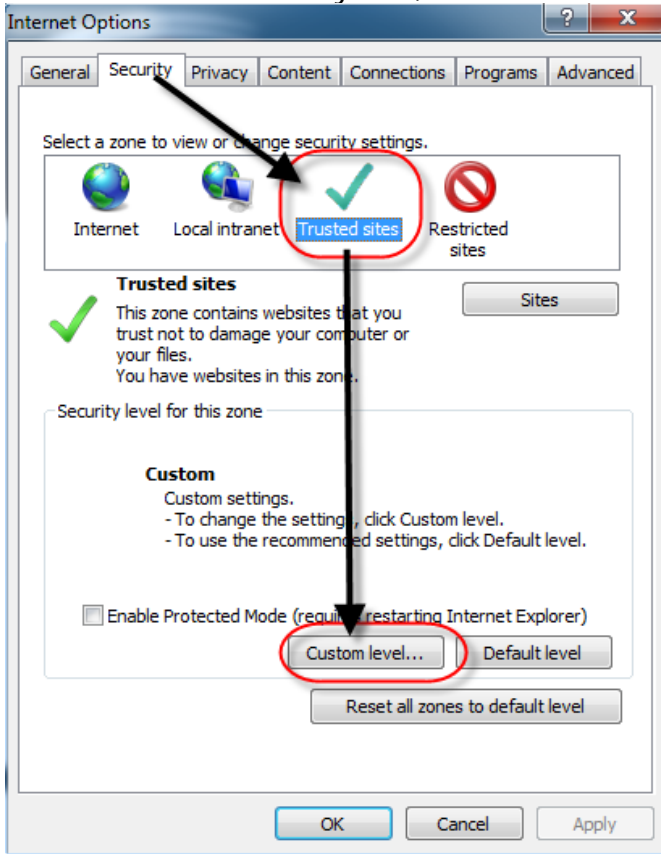 Internet Options
General Security Privacy Content Connections Programs Advanced
Select a zone to view or change security settings.
Internet Local intranet Trusted sites Restricted sites
Trusted sites
Sites
This zone contains websites that you
trust not to damage your computer or
your files.
You have websites in this zone.
Security level for this zone
Custom
Custom settings.
- To change the settings, click Custom level.
- To use the recommended settings, click Default level.
Enable Protected Mode (requires restarting Internet Explorer)
Custom level... Default level
Reset all zones to default level
OK Cancel Apply